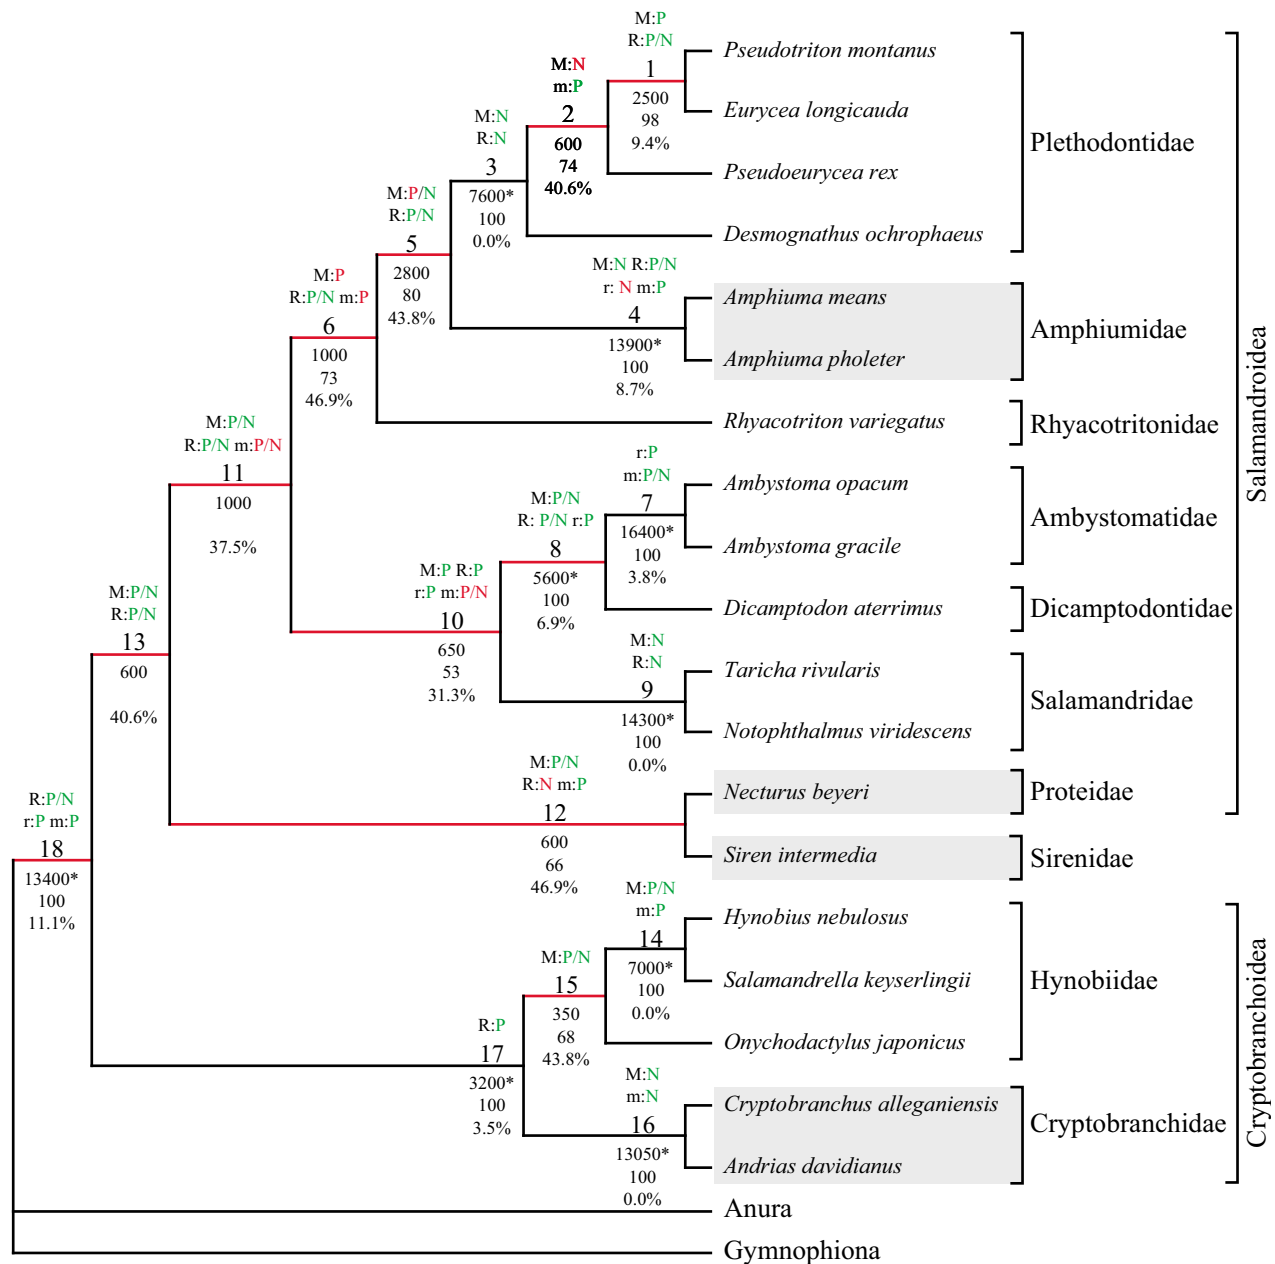 M:P
R:P/N
1
2500
98
9.4%
Pseudotriton montanus
Eurycea longicauda
M:N
m:P
2
600
74
40.6%
Pseudoeurycea rex
M:N
R:N
3
7600*
100
0.0%
Desmognathus ochrophaeus
Plethodontidae
M:P/N
R:P/N
5
2800
80
43.8%
M:N R:P/N
r: N m:P
4
13900*
100
8.7%
Amphiuma means
Amphiuma pholeter
Amphiumidae
M:P
R:P/N m:P
6
1000
73
46.9%
Rhyacotriton variegatus
Rhyacotritonidae
M:P/N
R:P/N m:P/N
11
1000
37.5%
r:P
m:P/N
7
16400*
100
3.8%
Ambystoma opacum
Ambystoma gracile
Ambystomatidae
M:P/N
R: P/N r:P
8
5600*
100
6.9%
Dicamptodon aterrimus
Dicamptodontidae
M:P R:P
r:P m:P/N
10
650
53
31.3%
M:N
R:N
9
14300*
100
0.0%
Taricha rivularis
Notophthalmus viridescens
Salamandridae
M:P/N
R:P/N
13
600
40.6%
M:P/N
R:N m:P
12
600
66
46.9%
Necturus beyeri
Proteidae
Siren intermedia
Sirenidae
Salamandroidea
R:P/N
r:P m:P
18
13400*
100
11.1%
M:P/N
m:P
14
7000*
100
0.0%
Hynobius nebulosus
Salamandrella keyserlingii
M:P/N
15
350
68
43.8%
Onychodactylus japonicus
Hynobiidae
R:P
17
3200*
100
3.5%
M:N
m:N
16
13050*
100
0.0%
Cryptobranchus alleganiensis
Andrias davidianus
Cryptobranchidae
Cryptobranchoidea
Anura
Gymnophiona